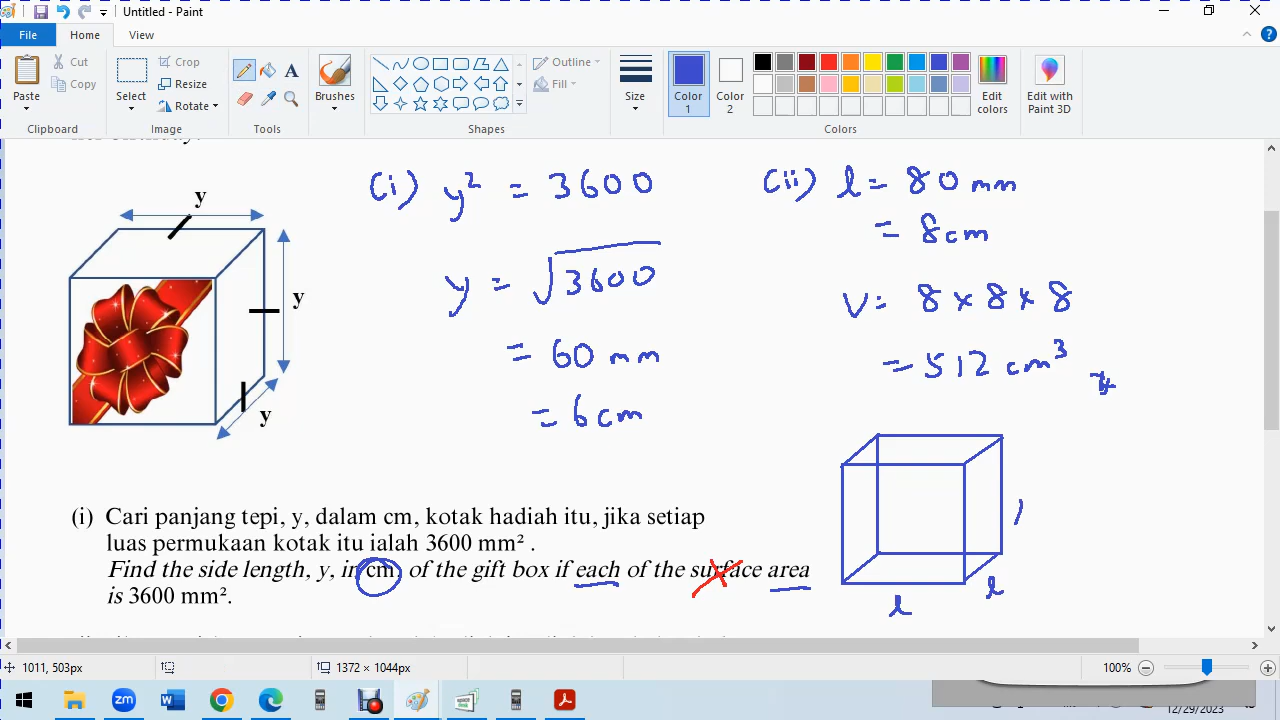 Untitled - Paint
File
Home
View
Paste
Cut
Copy
Clipboard
Select
Crop
Resize
Rotate
Image
Tools
Brushes
Shapes
Outline
Fill
Size
Color 1
Color 2
Colors
Edit colors
Edit with Paint 3D
y
y
y
(i) y² = 3600
y = √3600
= 60 mm
= 6 cm
(ii) l = 80 mm
= 8 cm
V = 8 × 8 × 8
= 512 cm³
l
l
(i) Cari panjang tepi, y, dalam cm, kotak hadiah itu, jika setiap
luas permukaan kotak itu ialah 3600 mm² .
Find the side length, y, in cm, of the gift box if each of the surface area
is 3600 mm².
1011, 503px
1372 × 1044px
100%
zm
12/29/2023